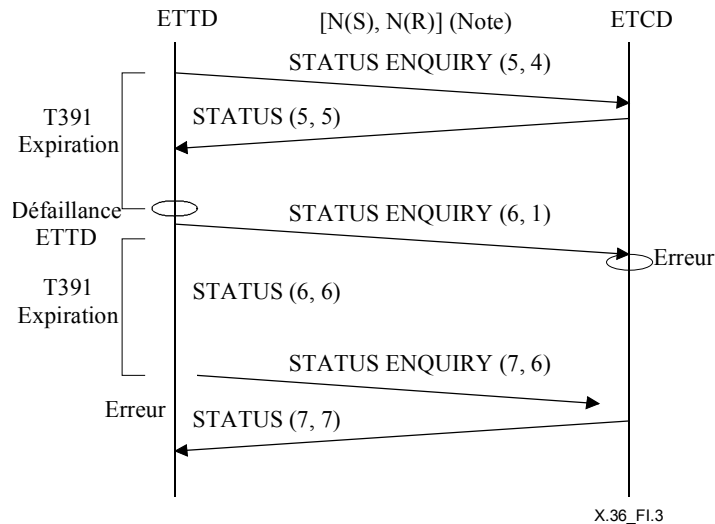 ETTD [N(S), N(R)] (Note) ETCD
STATUS ENQUIRY (5, 4)
T391
Expiration
STATUS (5, 5)
Défaillance
ETTD
STATUS ENQUIRY (6, 1)
Erreur
T391
Expiration
STATUS (6, 6)
STATUS ENQUIRY (7, 6)
Erreur
STATUS (7, 7)
X.36_FI.3